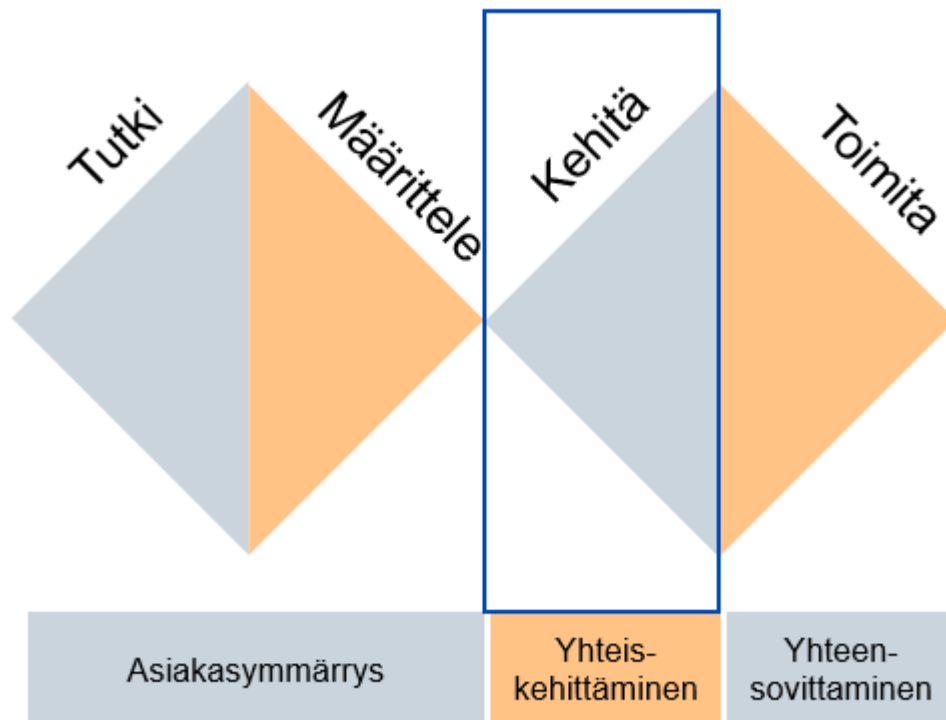 Tutki
Määrittele
Kehitä
Toimita
Asiakasymmärrys
Yhteis-
kehittäminen
Yhteen-
sovittaminen